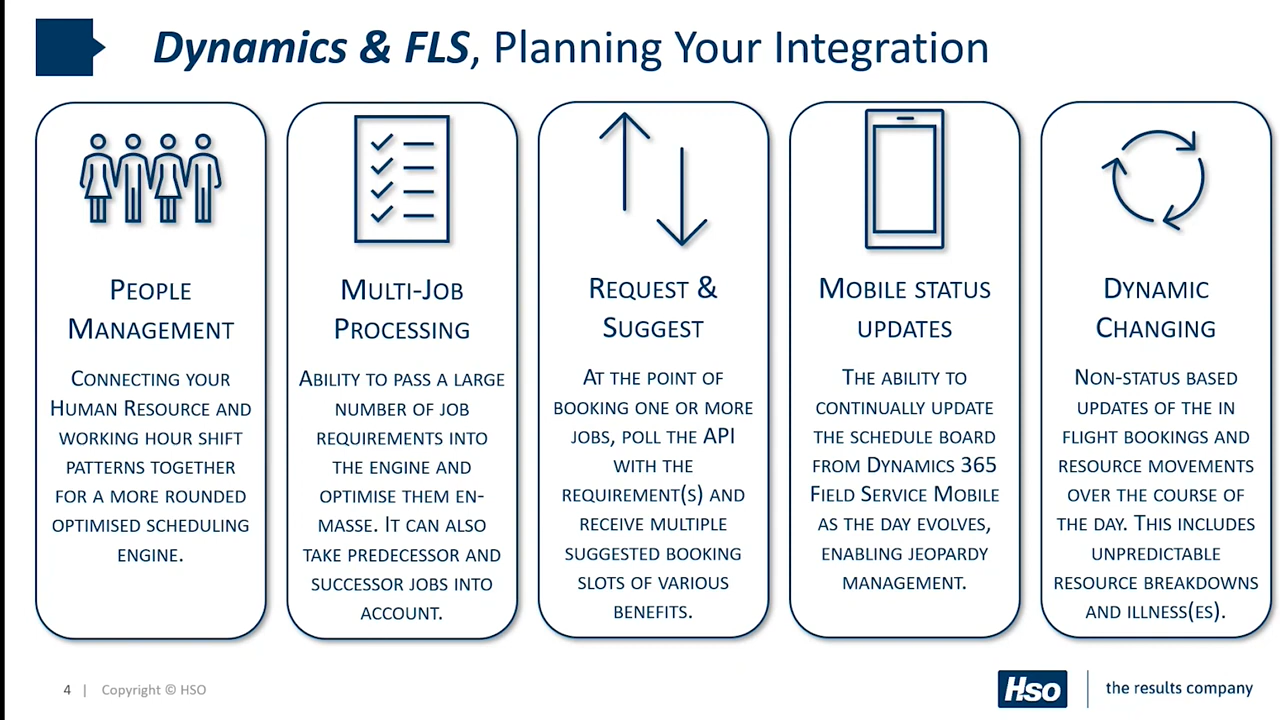 Dynamics & FLS, Planning Your Integration
PEOPLE
MANAGEMENT
CONNECTING YOUR
HUMAN RESOURCE AND
WORKING HOUR SHIFT
PATTERNS TOGETHER
FOR A MORE ROUNDED
OPTIMISED SCHEDULING
ENGINE.
MULTI-JOB
PROCESSING
ABILITY TO PASS A LARGE
NUMBER OF JOB
REQUIREMENTS INTO
THE ENGINE AND
OPTIMISE THEM EN-
MASSE. IT CAN ALSO
TAKE PREDECESSOR AND
SUCCESSOR JOBS INTO
ACCOUNT.
REQUEST &
SUGGEST
AT THE POINT OF
BOOKING ONE OR MORE
JOBS, POLL THE API
WITH THE
REQUIREMENT(S) AND
RECEIVE MULTIPLE
SUGGESTED BOOKING
SLOTS OF VARIOUS
BENEFITS.
MOBILE STATUS
UPDATES
THE ABILITY TO
CONTINUALLY UPDATE
THE SCHEDULE BOARD
FROM DYNAMICS 365
FIELD SERVICE MOBILE
AS THE DAY EVOLVES,
ENABLING JEOPARDY
MANAGEMENT.
DYNAMIC
CHANGING
NON-STATUS BASED
UPDATES OF THE IN
FLIGHT BOOKINGS AND
RESOURCE MOVEMENTS
OVER THE COURSE OF
THE DAY. THIS INCLUDES
UNPREDICTABLE
RESOURCE BREAKDOWNS
AND ILLNESS(ES).
4 | Copyright © HSO
Hso | the results company